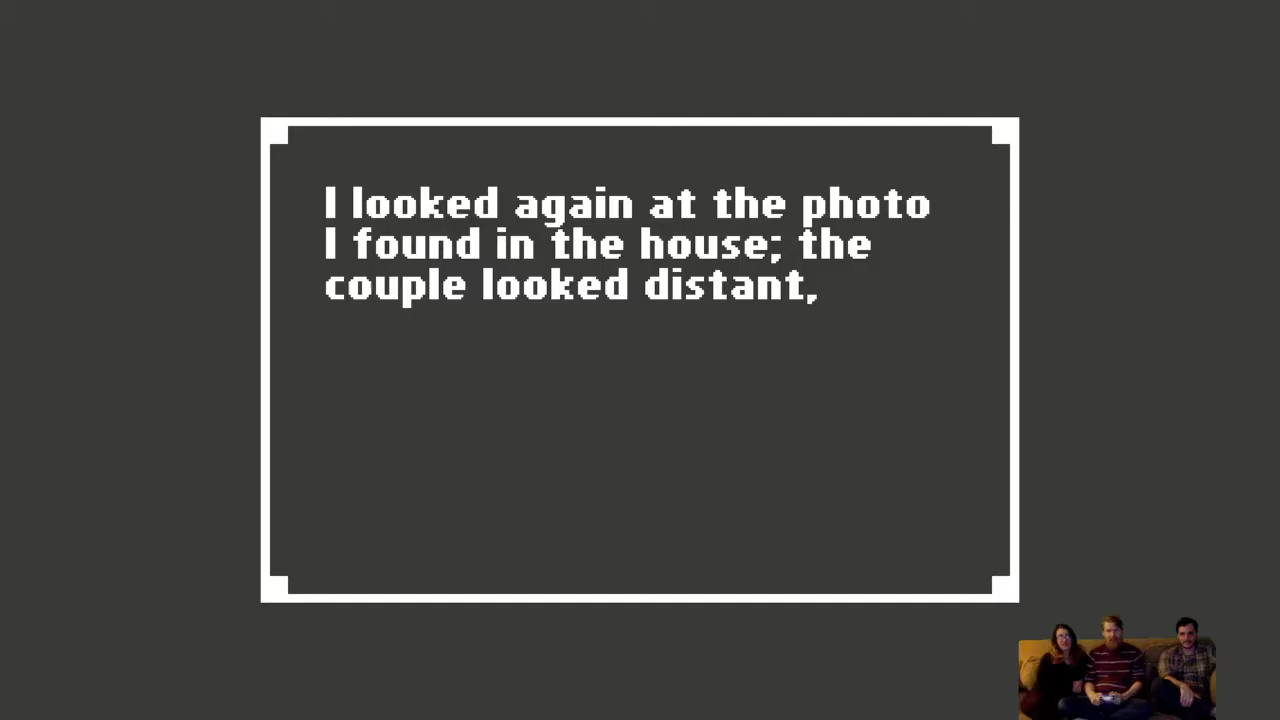 I looked again at the photo
I found in the house; the
couple looked distant,